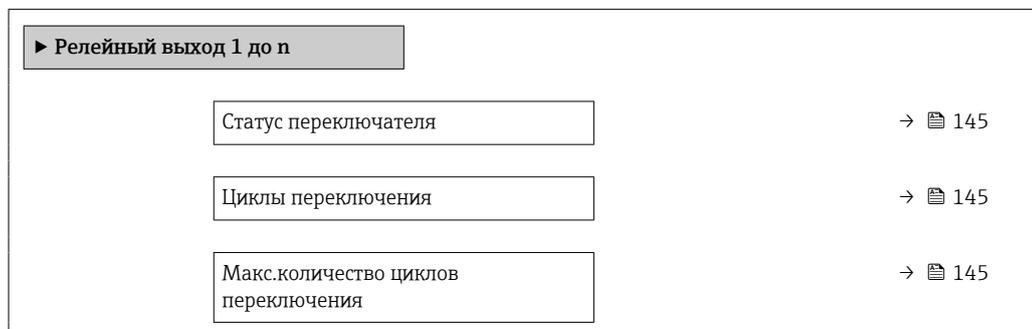 ► Релейный выход 1 до n
Статус переключателя → 145
Циклы переключения → 145
Макс.количество циклов → 145
переключения